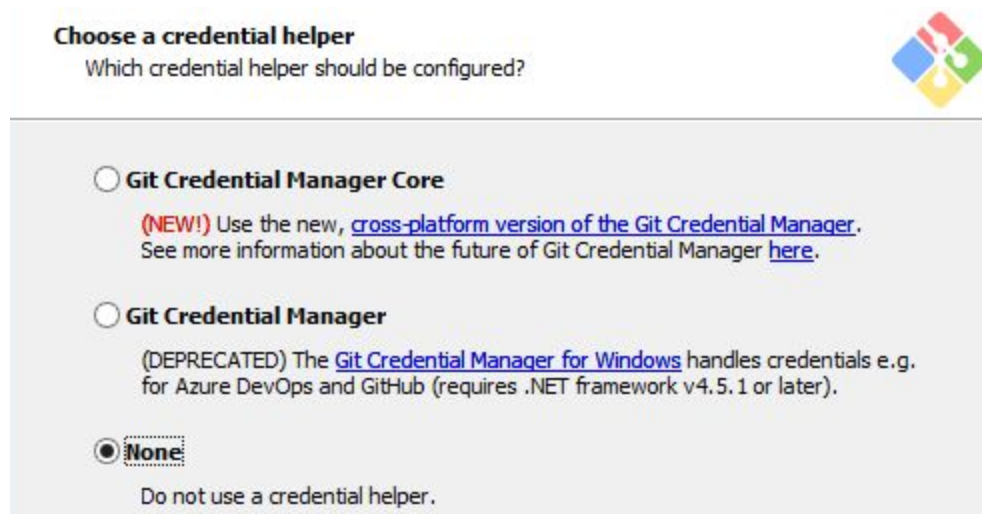 Choose a credential helper
Which credential helper should be configured?
Git Credential Manager Core
(NEW!) Use the new, cross-platform version of the Git Credential Manager.
See more information about the future of Git Credential Manager here.
Git Credential Manager
(DEPRECATED) The Git Credential Manager for Windows handles credentials e.g.
for Azure DevOps and GitHub (requires .NET framework v4.5.1 or later).
None
Do not use a credential helper.